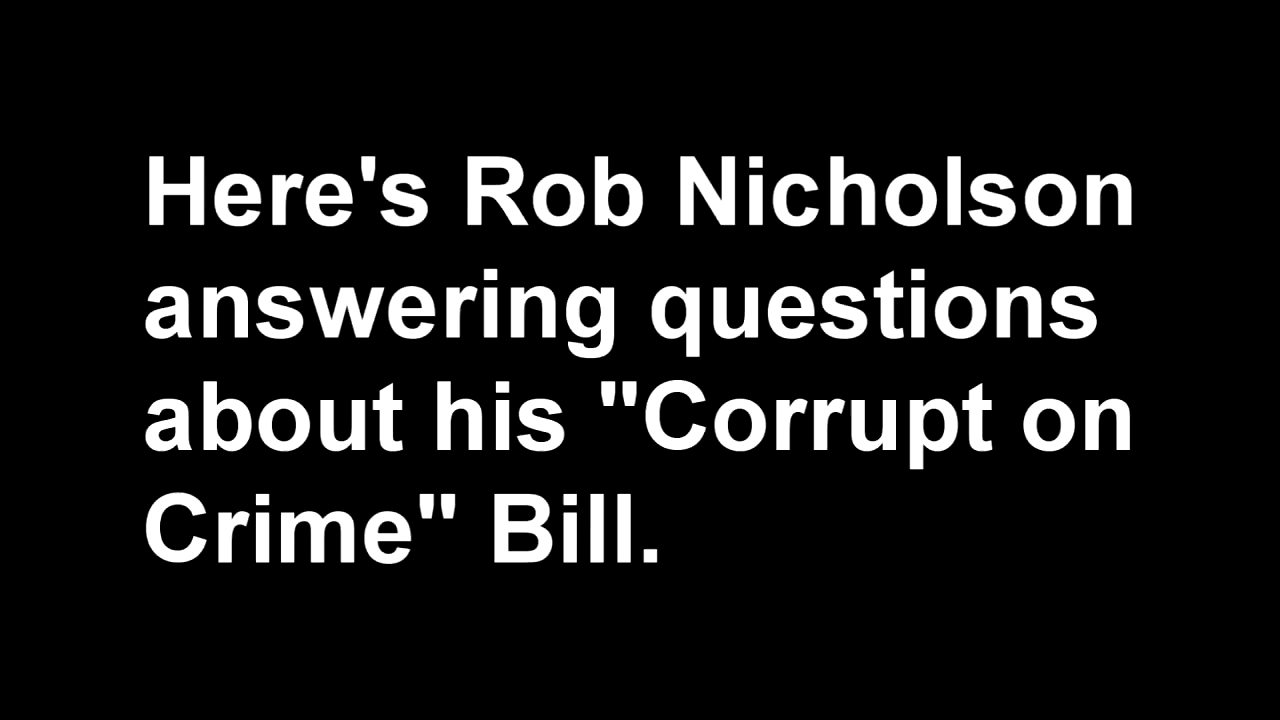 Here's Rob Nicholson
answering questions
about his "Corrupt on
Crime" Bill.